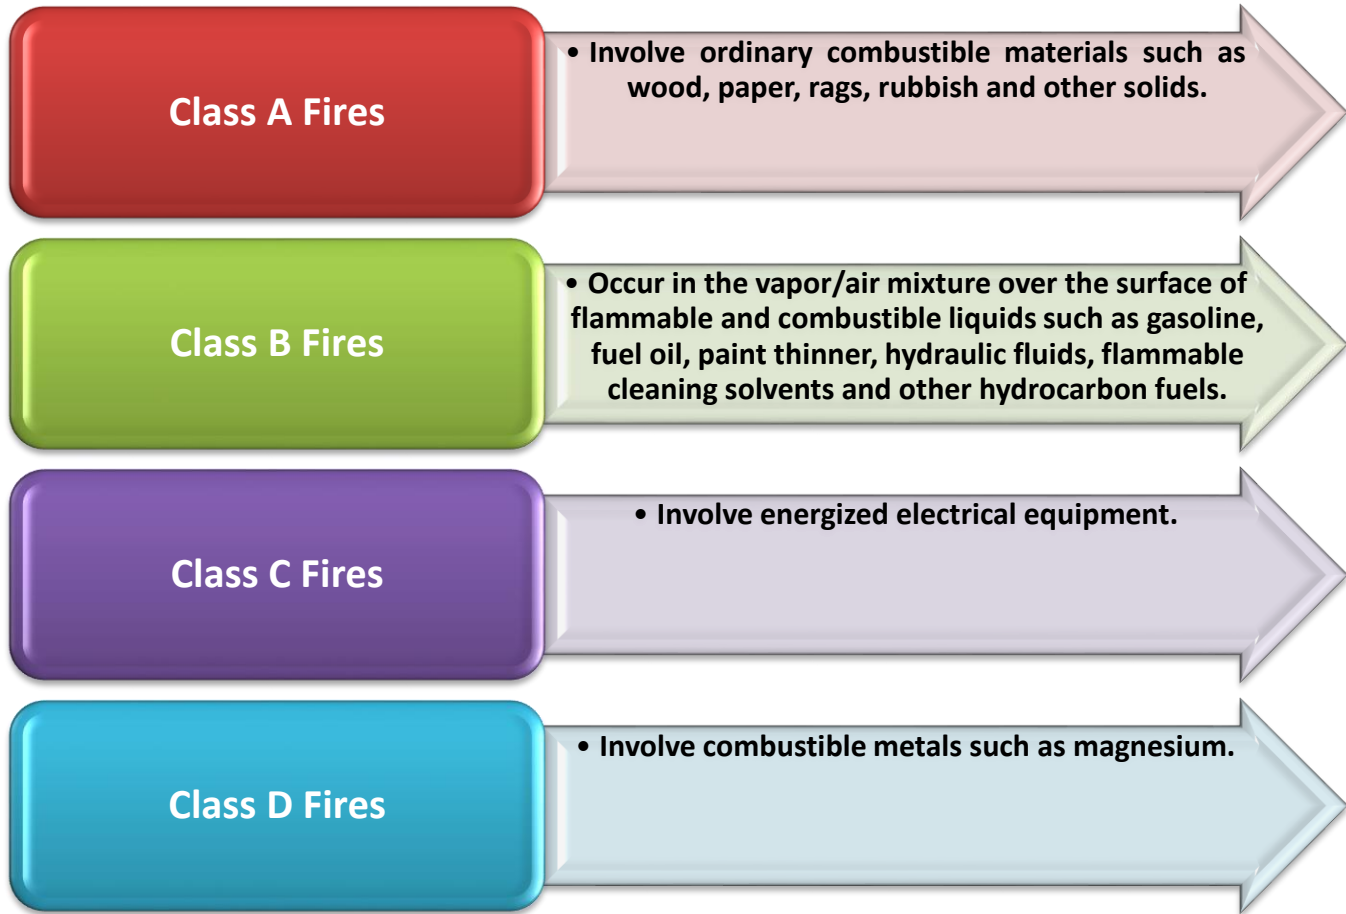 Class A Fires
• Involve ordinary combustible materials such as
wood, paper, rags, rubbish and other solids.
Class B Fires
• Occur in the vapor/air mixture over the surface of
flammable and combustible liquids such as gasoline,
fuel oil, paint thinner, hydraulic fluids, flammable
cleaning solvents and other hydrocarbon fuels.
Class C Fires
• Involve energized electrical equipment.
Class D Fires
• Involve combustible metals such as magnesium.